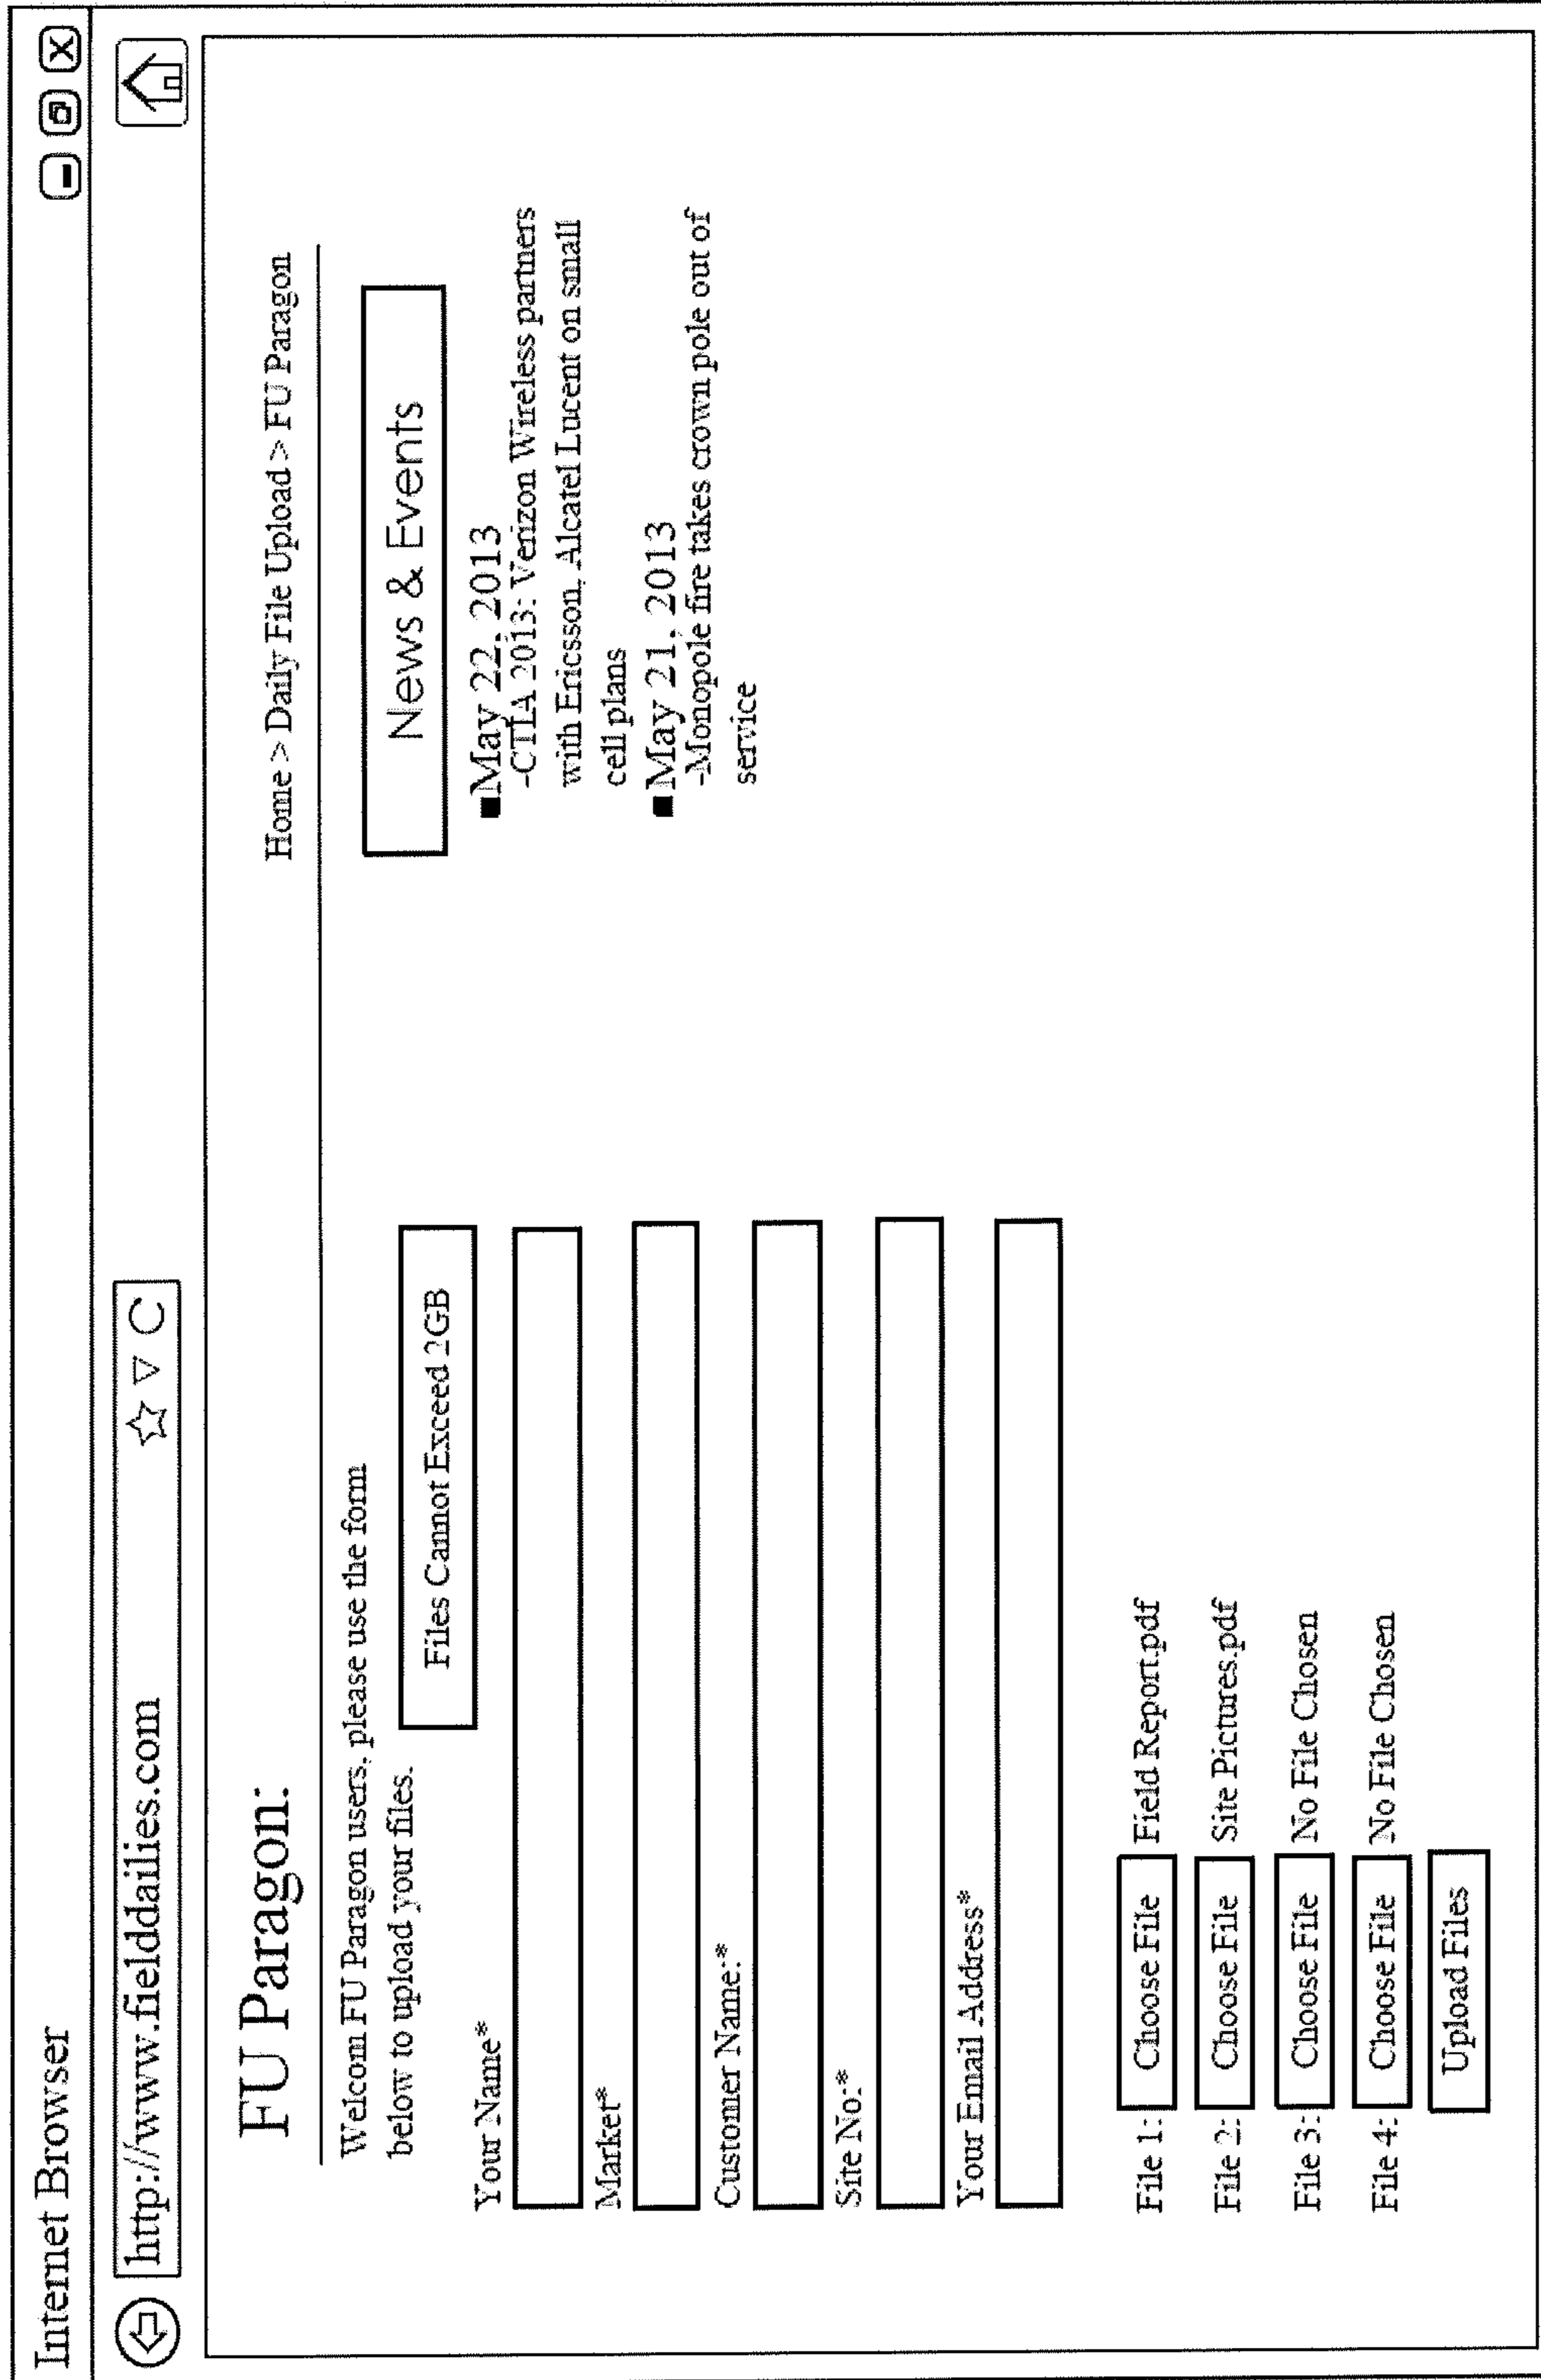 Internet Browser
http://www.fielddailies.com
FU Paragon:
Home > Daily File Upload > FU Paragon
Welcom FU Paragon users, please use the form
below to upload your files.
Files Cannot Exceed 2GB
Your Name*
Market*
Customer Name:*
Site No:*
Your Email Address*
File 1: Choose File Field Report.pdf
File 2: Choose File Site Pictures.pdf
File 3: Choose File No File Chosen
File 4: Choose File No File Chosen
Upload Files
News & Events
■May 22, 2013
-CTIA 2013: Verizon Wireless partners
with Ericsson, Alcatel Lucent on small
cell plans
■May 21, 2013
-Monopole fire takes crown pole out of
service